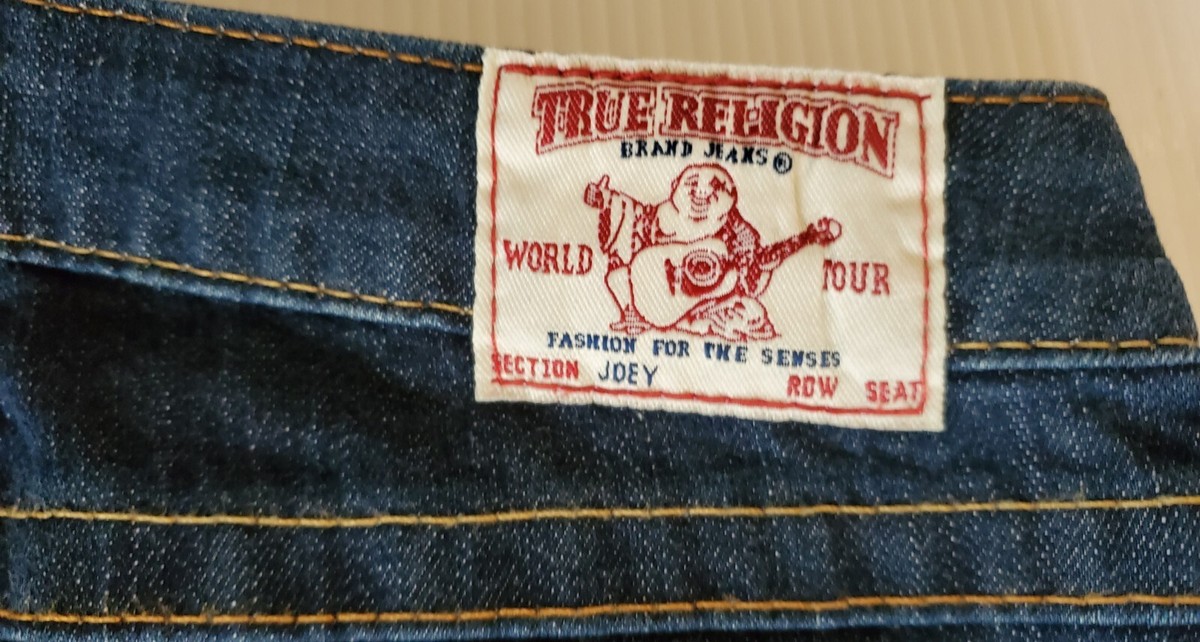 TRUE RELIGION
BRAND JEANS®
WORLD TOUR
FASHION FOR THE SENSES
SECTION JOEY ROW SEAT